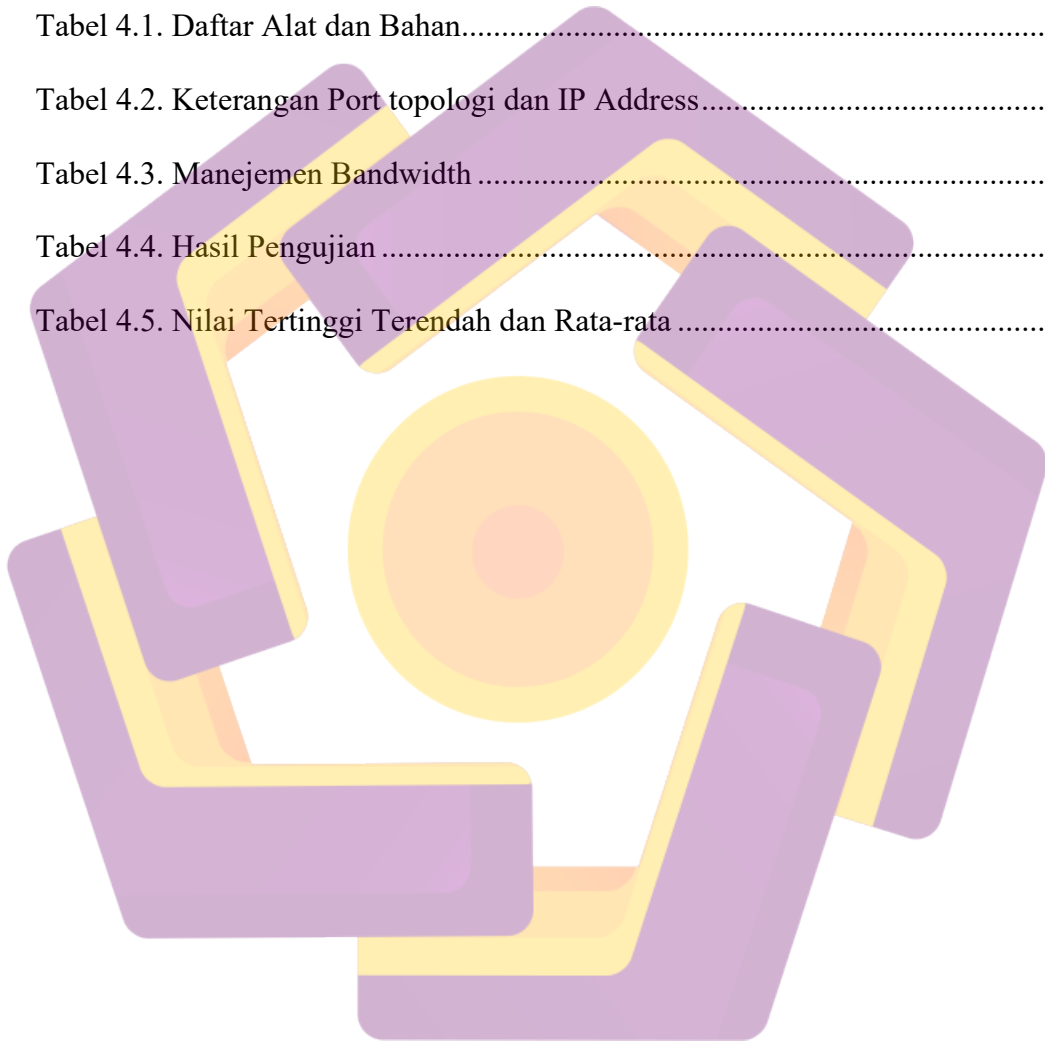 Tabel 4.1. Daftar Alat dan Bahan..........................................................................
Tabel 4.2. Keterangan Port topologi dan IP Address...........................................
Tabel 4.3. Manejemen Bandwidth ........................................................................
Tabel 4.4. Hasil Pengujian ....................................................................................
Tabel 4.5. Nilai Tertinggi Terendah dan Rata-rata ..............................................